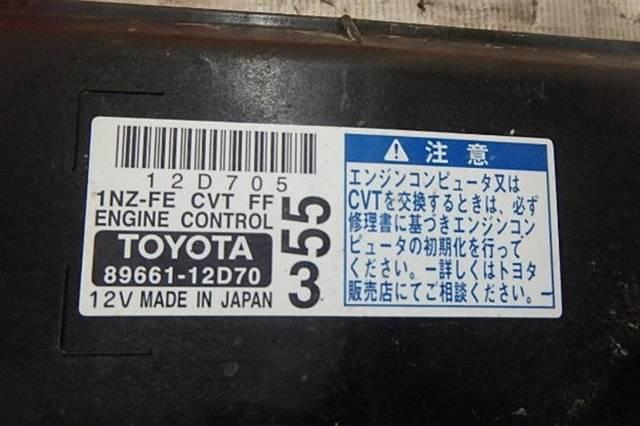 12D705
1NZ-FE CVT FF
ENGINE CONTROL
TOYOTA
89661-12D70
12V MADE IN JAPAN
355
注意
エンジンコンピュータ又は
CVTを交換するときは、必ず
修理書に基づきエンジンコン
ピュータの初期化を行って
ください。ー詳しくはトヨタ
販売店にてご相談ください。